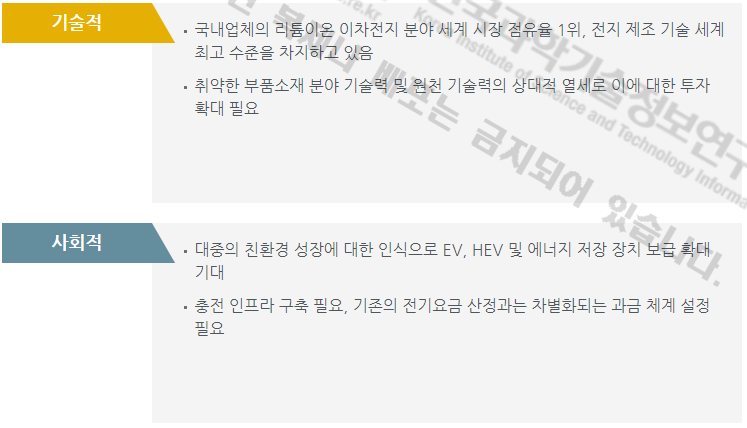 기술적
· 국내업체의 리튬이온 이차전지 분야 세계 시장 점유율 1위, 전지 제조 기술 세계
최고 수준을 차지하고 있음
· 취약한 부품소재 분야 기술력 및 원천 기술력의 상대적 열세로 이에 대한 투자
확대 필요
사회적
· 대중의 친환경 성장에 대한 인식으로 EV, HEV 및 에너지 저장 장치 보급 확대
기대
· 충전 인프라 구축 필요, 기존의 전기요금 산정과는 차별화되는 과금 체계 설정
필요
한국과학기술정보연구
Korea Institute of Science and Technology Informa
re.kr
복제나 배포는 금지되어 있습니다.